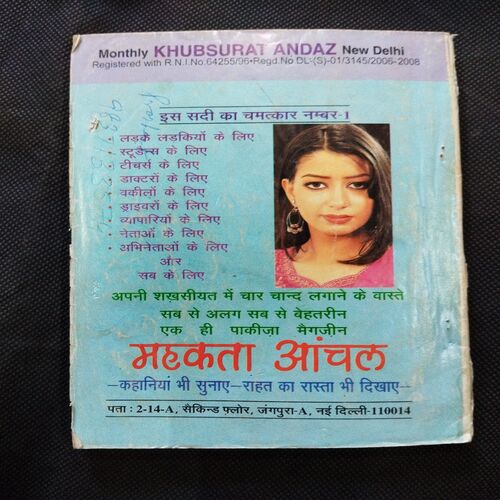 Monthly KHUBSURAT ANDAZ New Delhi
Registered with R.N.I.No.64255/96•Regd.No DL-(S)-01/3145/2006-2008
इस सदी का चमत्कार नम्बर-1
• लड़के लड़कियों के लिए
• स्टूडैन्स के लिए
• टीचर्स के लिए
• डाक्टरों के लिए
• वकीलों के लिए
• ड्राइवरों के लिए
• व्यापारियों के लिए
• नेताओं के लिए
• अभिनेताओं के लिए
और
सब के लिए
अपनी शख़सीयत में चार चान्द लगाने के वास्ते
सब से अलग सब से बेहतरीन
एक ही पाकीज़ा मैगज़ीन
महकता आंचल
–कहानियां भी सुनाए–राहत का रास्ता भी दिखाए–
पता : 2-14-A, सैकिन्ड फ़्लोर, जंगपुरा-A, नई दिल्ली-110014